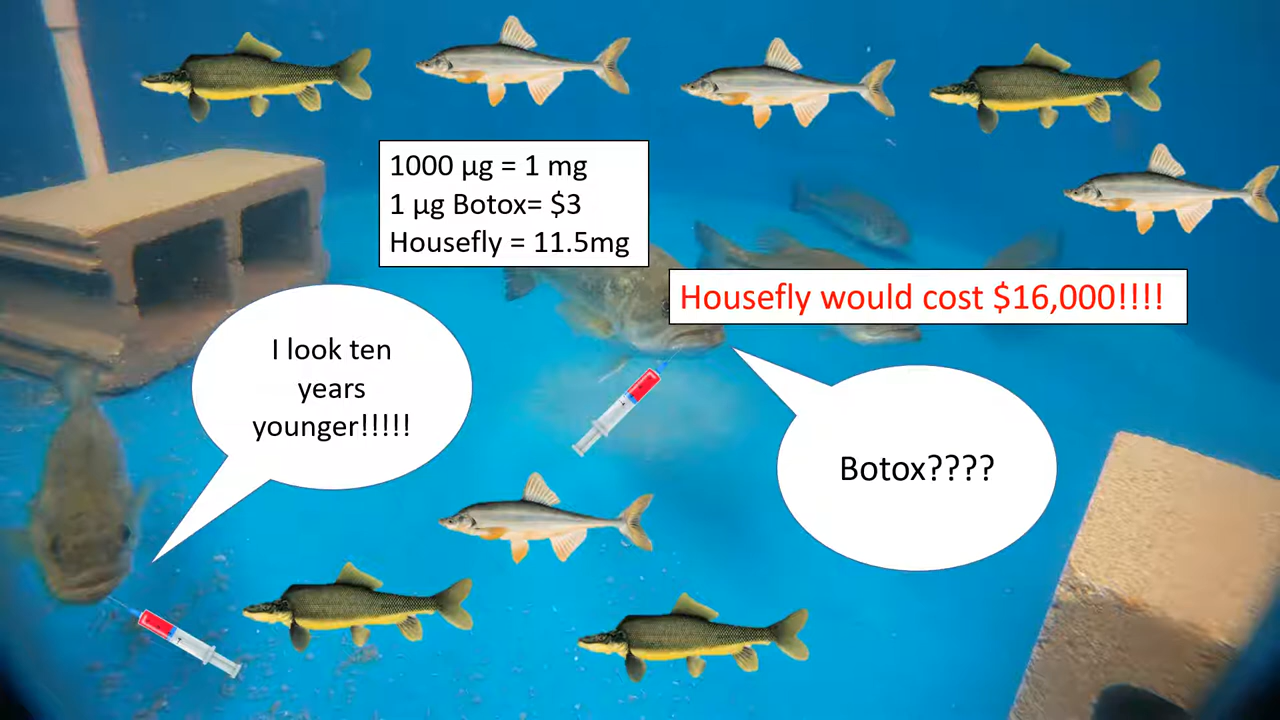 1000 µg = 1 mg
1 µg Botox= $3
Housefly = 11.5mg
Housefly would cost $16,000!!!!
I look ten
years
younger!!!!!
Botox????